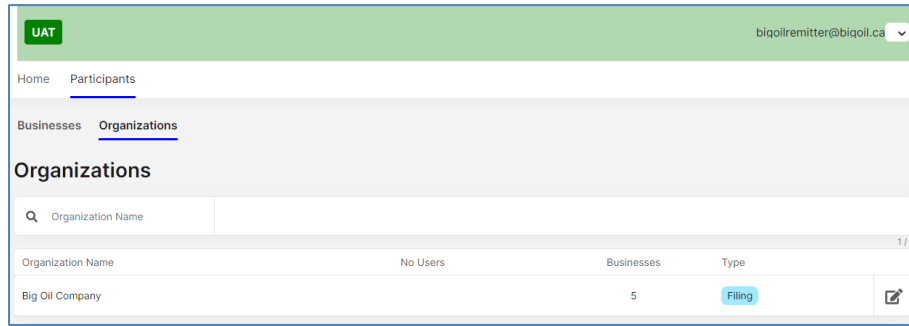 UAT bigoilremitter@bigoil.ca
Home Participants
Businesses Organizations
Organizations
Organization Name
1 /
Organization Name No Users Businesses Type
Big Oil Company 5 Filing